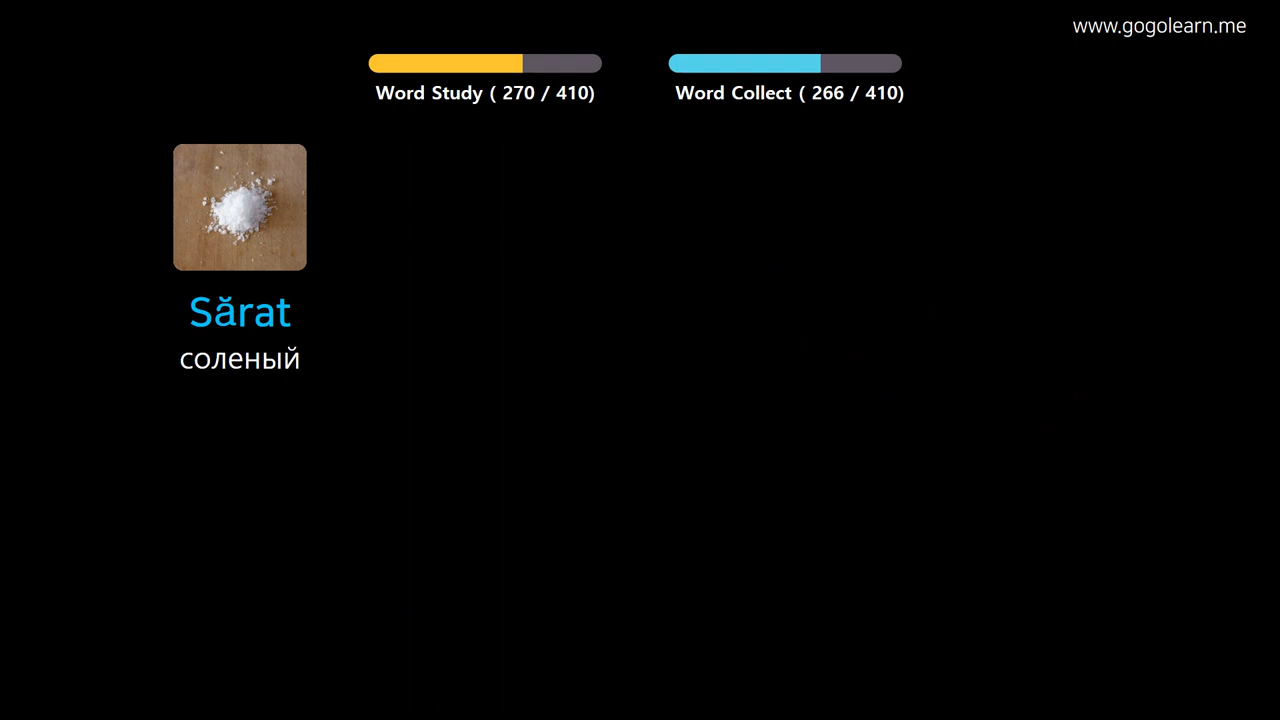 www.gogolearn.me
Word Study ( 270 / 410)
Word Collect ( 266 / 410)
Sărat
соленый